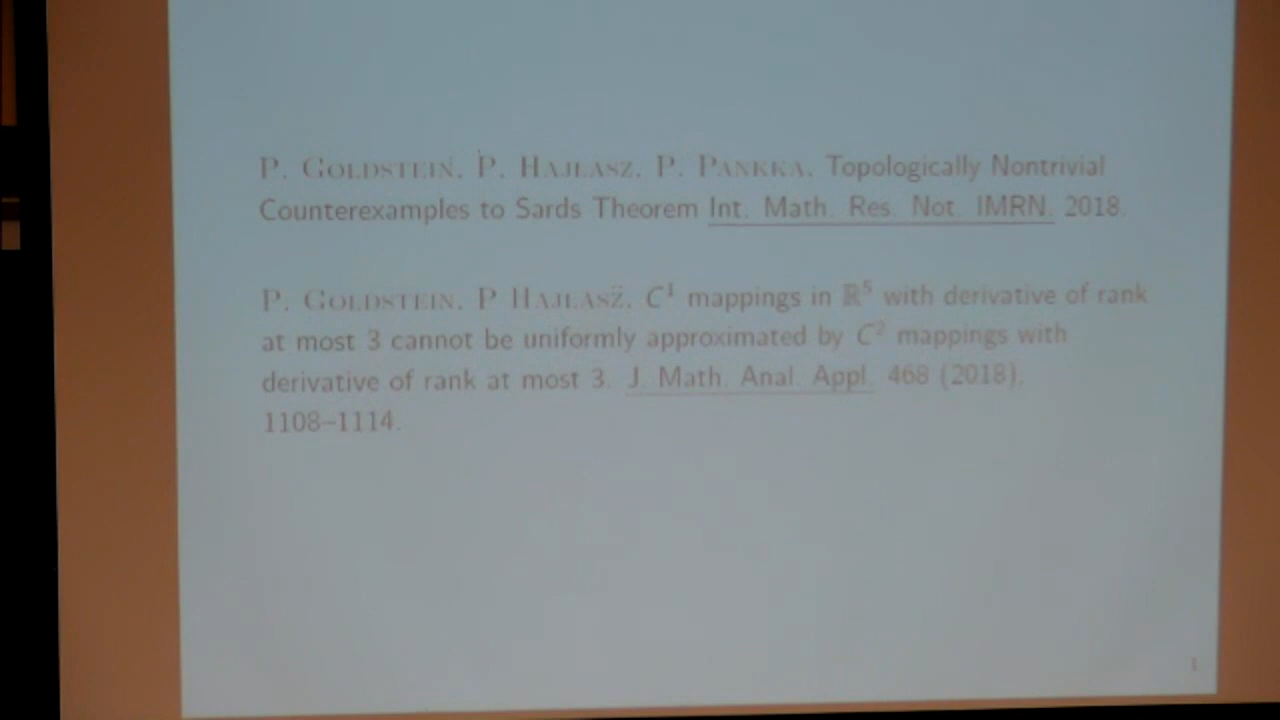 P. GOLDSTEIN, P. HAJŁASZ, P. PANKKA, Topologically Nontrivial
Counterexamples to Sards Theorem Int. Math. Res. Not. IMRN. 2018.
P. GOLDSTEIN, P HAJŁASZ, C¹ mappings in ℝ⁵ with derivative of rank
at most 3 cannot be uniformly approximated by C² mappings with
derivative of rank at most 3. J. Math. Anal. Appl. 468 (2018),
1108–1114.
1